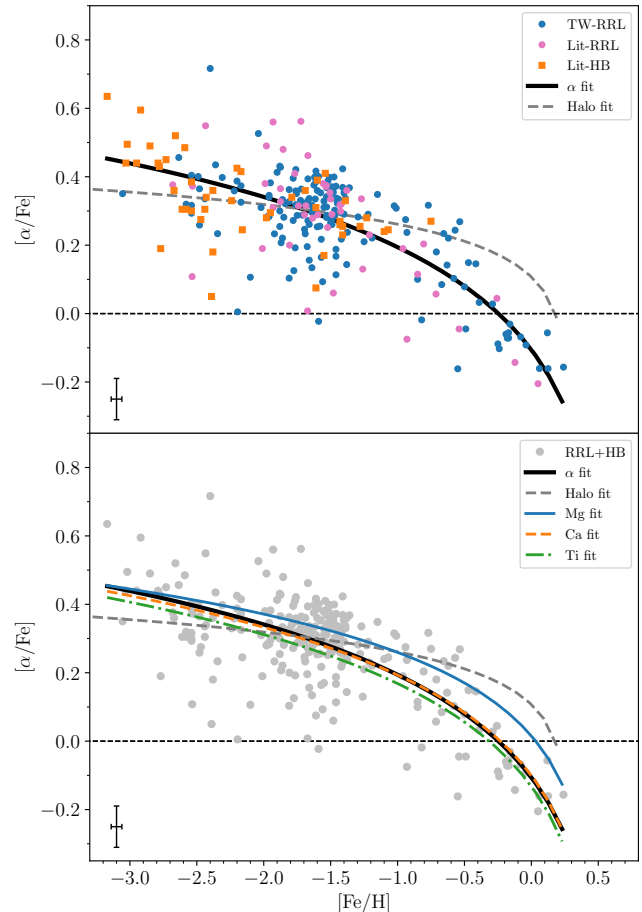 0.8
0.6
0.4
0.2
0.0
−0.2
[α/Fe]
TW-RRL
Lit-RRL
Lit-HB
α fit
Halo fit
0.8
0.6
0.4
0.2
0.0
−0.2
[α/Fe]
RRL+HB
α fit
Halo fit
Mg fit
Ca fit
Ti fit
−3.0 −2.5 −2.0 −1.5 −1.0 −0.5 0.0 0.5
[Fe/H]